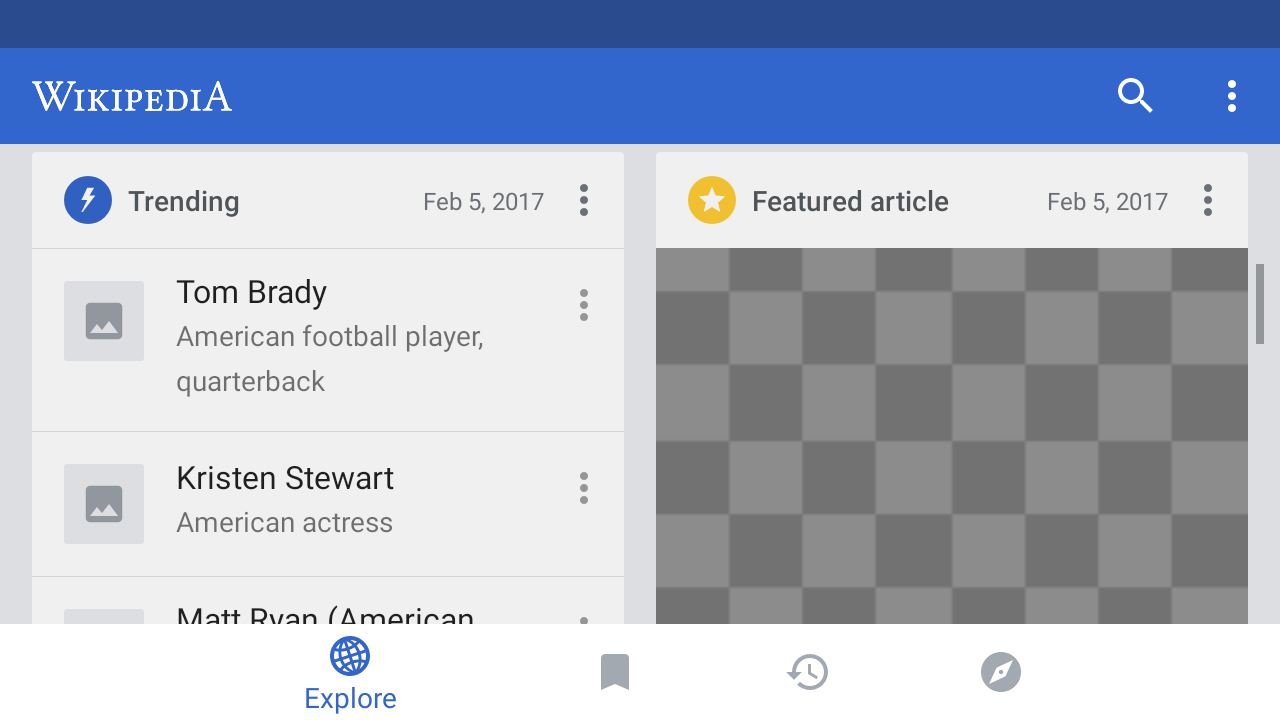 WIKIPEDIA
Trending
Feb 5, 2017
Tom Brady
American football player,
quarterback
Kristen Stewart
American actress
Matt Ryan (American
Featured article
Feb 5, 2017
Explore